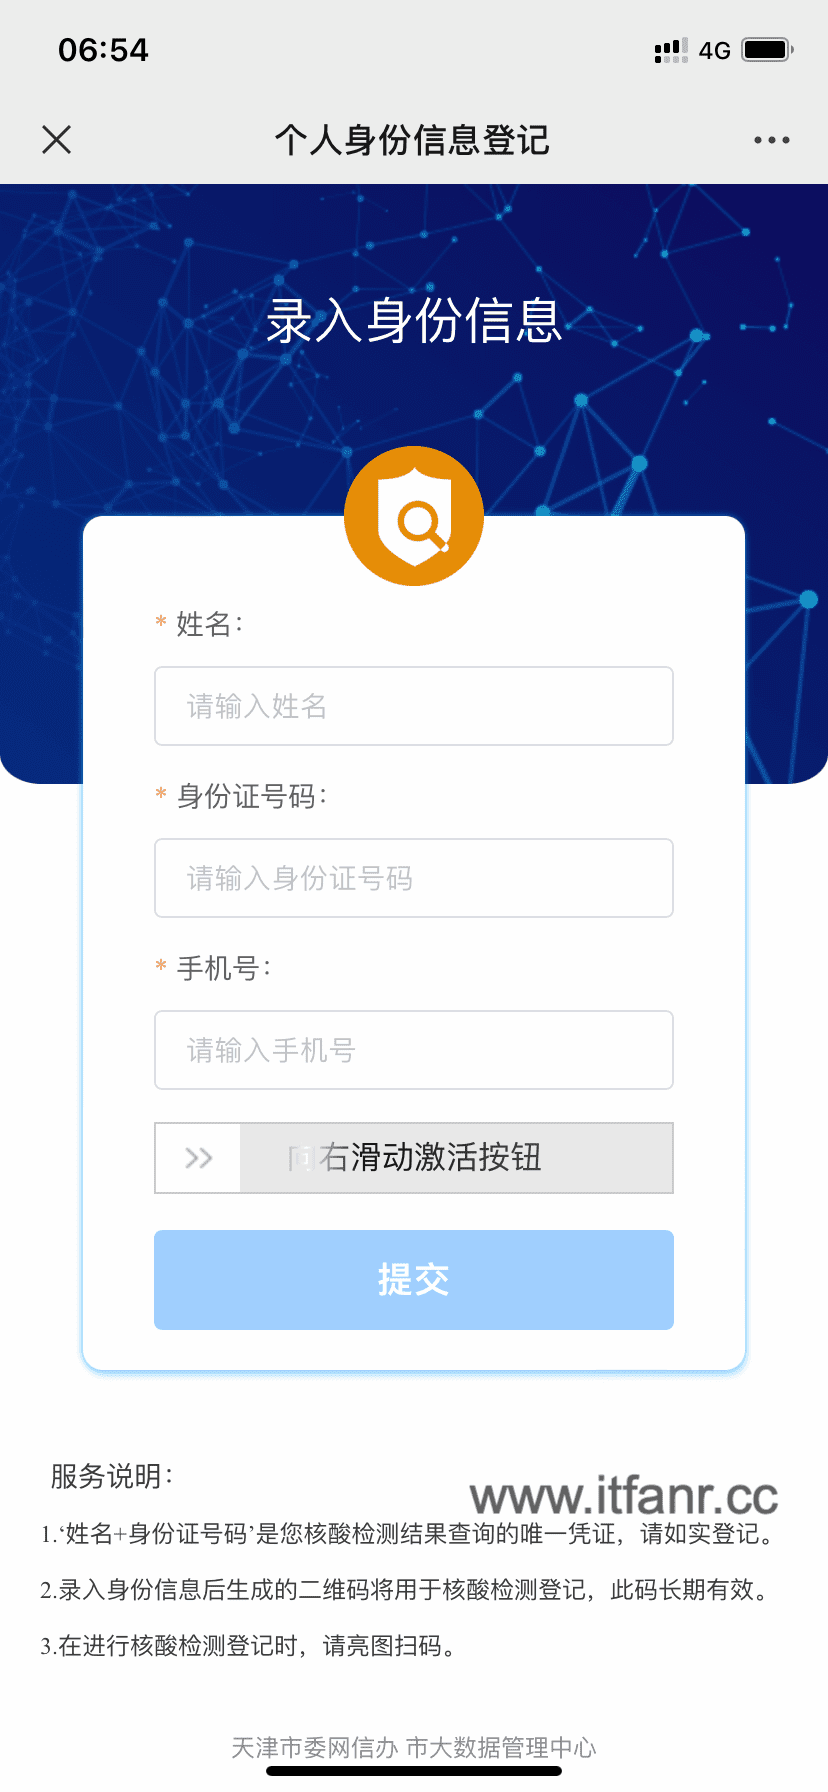 06:54
4G
个人身份信息登记
录入身份信息
* 姓名：
请输入姓名
* 身份证号码：
请输入身份证号码
* 手机号：
请输入手机号
向右滑动激活按钮
提交
服务说明：
www.itfanr.cc
1.‘姓名+身份证号码’是您核酸检测结果查询的唯一凭证，请如实登记。
2.录入身份信息后生成的二维码将用于核酸检测登记，此码长期有效。
3.在进行核酸检测登记时，请亮图扫码。
天津市委网信办 市大数据管理中心